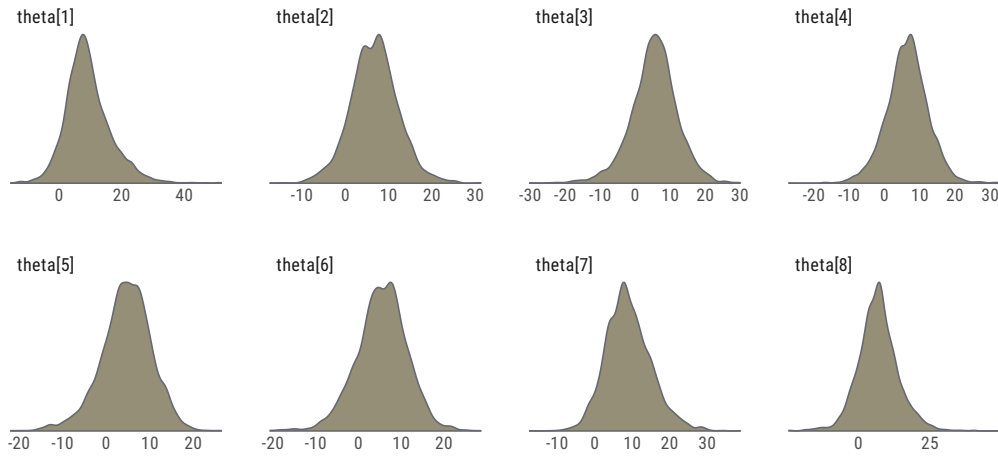 theta[1]
theta[2]
theta[3]
theta[4]
0 20 40
-10 0 10 20 30
-30 -20 -10 0 10 20 30
-20 -10 0 10 20 30
theta[5]
theta[6]
theta[7]
theta[8]
-20 -10 0 10 20
-20 -10 0 10 20
-10 0 10 20 30
0 25